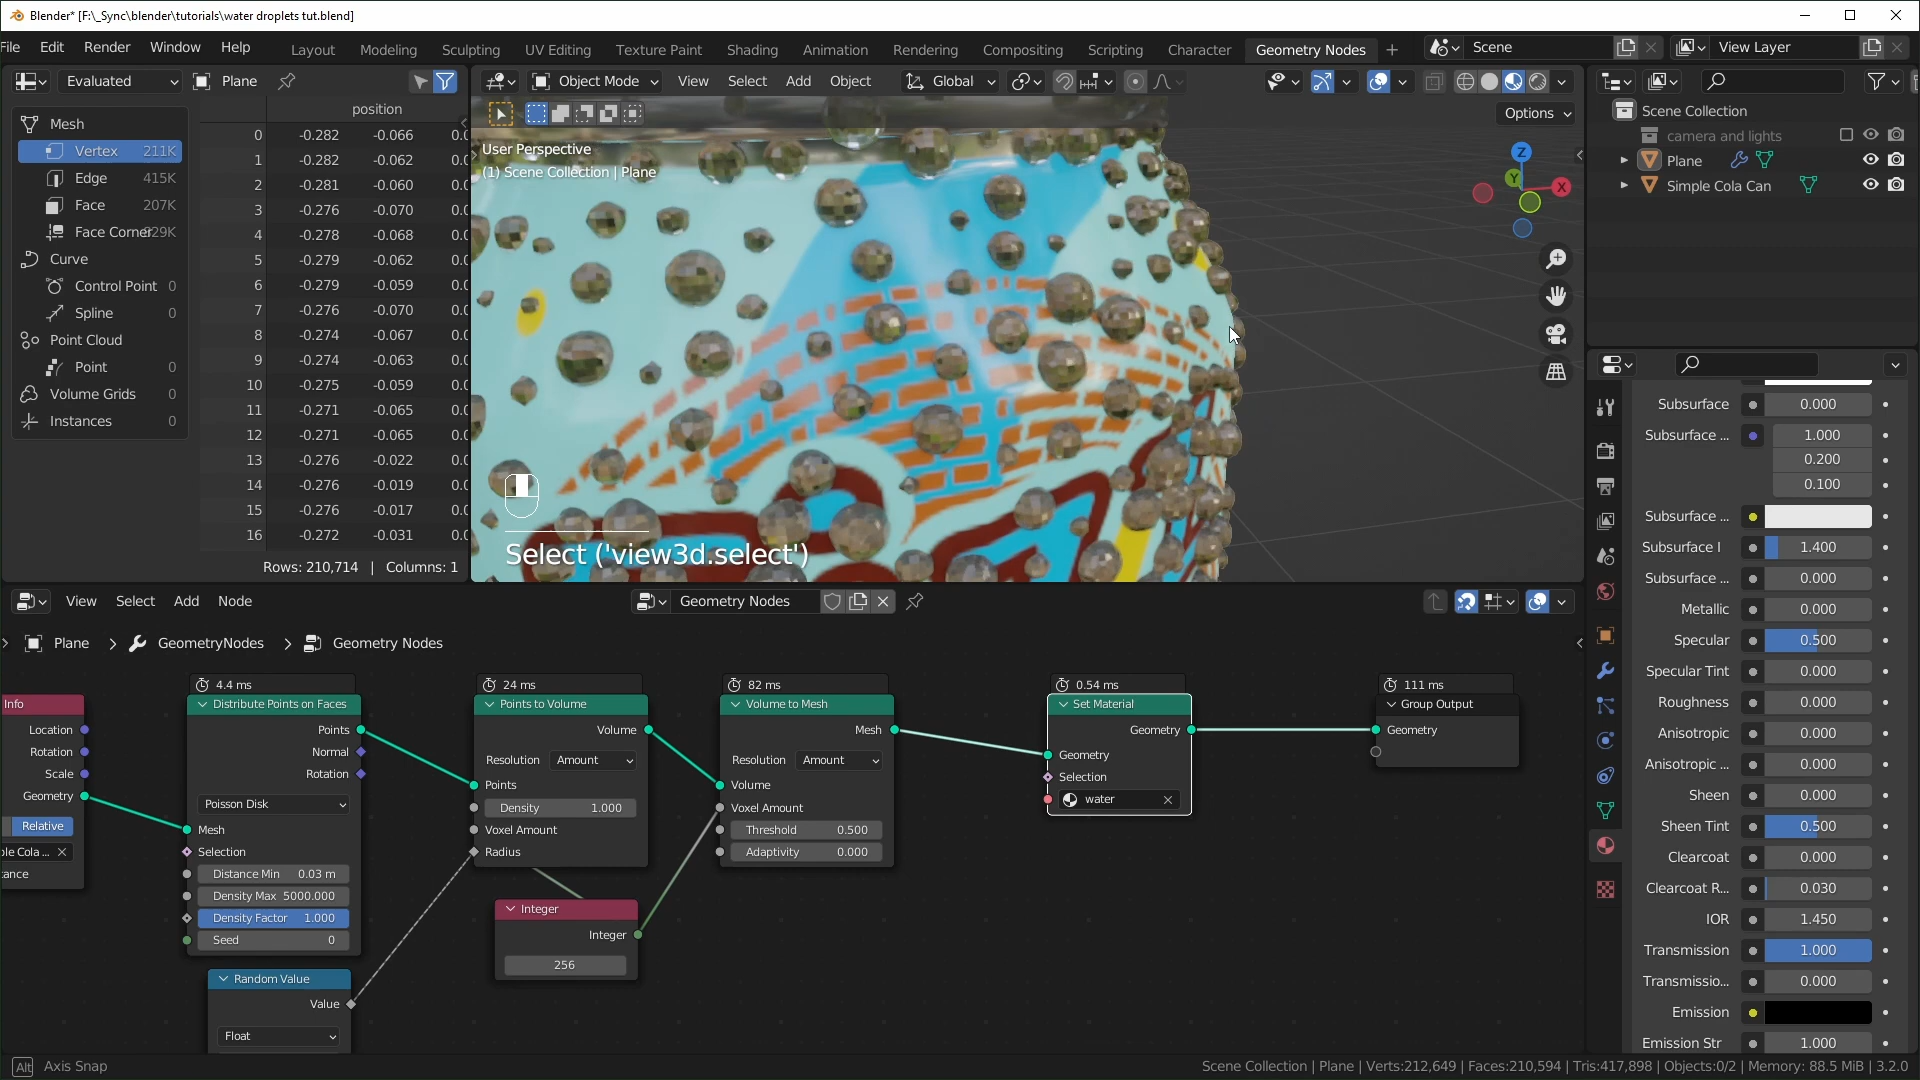 Blender* [F:\_Sync\blender\tutorials\water droplets tut.blend]
File Edit Render Window Help Layout Modeling Sculpting UV Editing Texture Paint Shading Animation Rendering Compositing Scripting Character Geometry Nodes + Scene View Layer
Evaluated Plane
Object Mode View Select Add Object Global
Options
position
Mesh
Vertex 211K
Edge 415K
Face 207K
Face Corner
Curve
Control Point 0
Spline 0
Point Cloud
Point 0
Volume Grids 0
Instances 0
0 -0.282 -0.066
1 -0.282 -0.062
2 -0.281 -0.060
3 -0.276 -0.070
4 -0.278 -0.068
5 -0.279 -0.062
6 -0.279 -0.059
7 -0.276 -0.070
8 -0.274 -0.067
9 -0.274 -0.063
10 -0.275 -0.059
11 -0.271 -0.065
12 -0.271 -0.065
13 -0.276 -0.022
14 -0.276 -0.019
15 -0.276 -0.017
16 -0.272 -0.031
Rows: 210,714 | Columns: 1
User Perspective
(1) Scene Collection | Plane
Z
Y
X
Select ('view3d.select')
Scene Collection
camera and lights
Plane
Simple Cola Can
Subsurface 0.000
Subsurface ... 1.000
0.200
0.100
Subsurface ...
Subsurface I 1.400
Subsurface ... 0.000
Metallic 0.000
Specular 0.500
Specular Tint 0.000
Roughness 0.000
Anisotropic 0.000
Anisotropic ... 0.000
Sheen 0.000
Sheen Tint 0.500
Clearcoat 0.000
Clearcoat R... 0.030
IOR 1.450
Transmission 1.000
Transmissio... 0.000
Emission
Emission Str 1.000
View Select Add Node Geometry Nodes
Plane > GeometryNodes > Geometry Nodes
Info
Location
Rotation
Scale
Geometry
Relative
le Cola ...
tance
4.4 ms
Distribute Points on Faces
Points
Normal
Rotation
Poisson Disk
Mesh
Selection
Distance Min 0.03 m
Density Max 5000.000
Density Factor 1.000
Seed 0
Random Value
Value
Float
24 ms
Points to Volume
Volume
Resolution Amount
Points
Density 1.000
Voxel Amount
Radius
Integer
Integer
256
82 ms
Volume to Mesh
Mesh
Resolution Amount
Volume
Voxel Amount
Threshold 0.500
Adaptivity 0.000
0.54 ms
Set Material
Geometry
Geometry
Selection
water
111 ms
Group Output
Geometry
Alt Axis Snap
Scene Collection | Plane | Verts:212,649 | Faces:210,594 | Tris:417,898 | Objects:0/2 | Memory: 88.5 MiB | 3.2.0